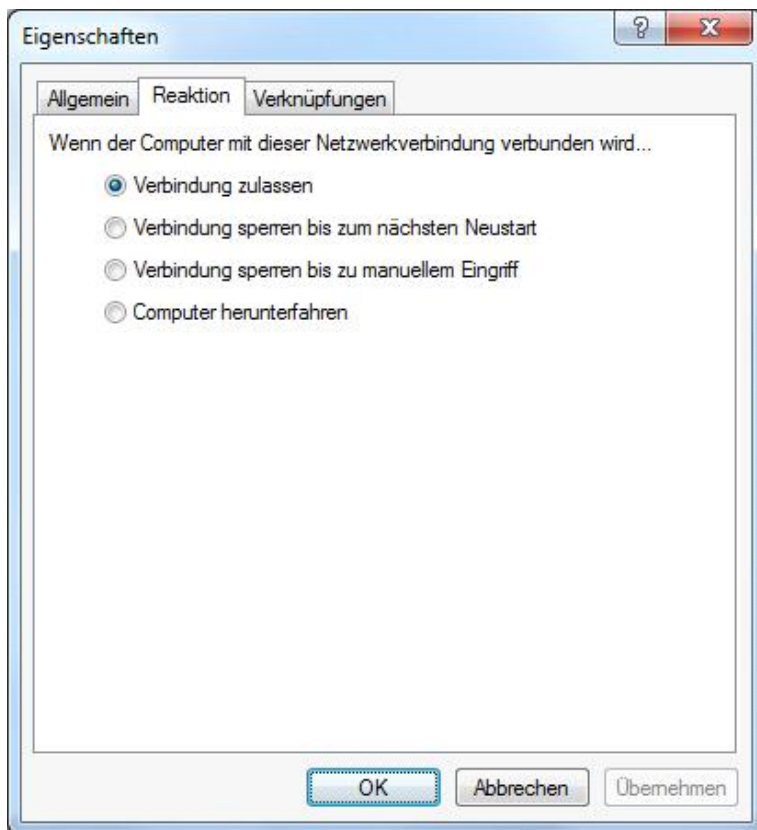 Eigenschaften
Allgemein Reaktion Verknüpfungen
Wenn der Computer mit dieser Netzwerkverbindung verbunden wird...
Verbindung zulassen
Verbindung sperren bis zum nächsten Neustart
Verbindung sperren bis zu manuellem Eingriff
Computer herunterfahren
OK Abbrechen Übernehmen